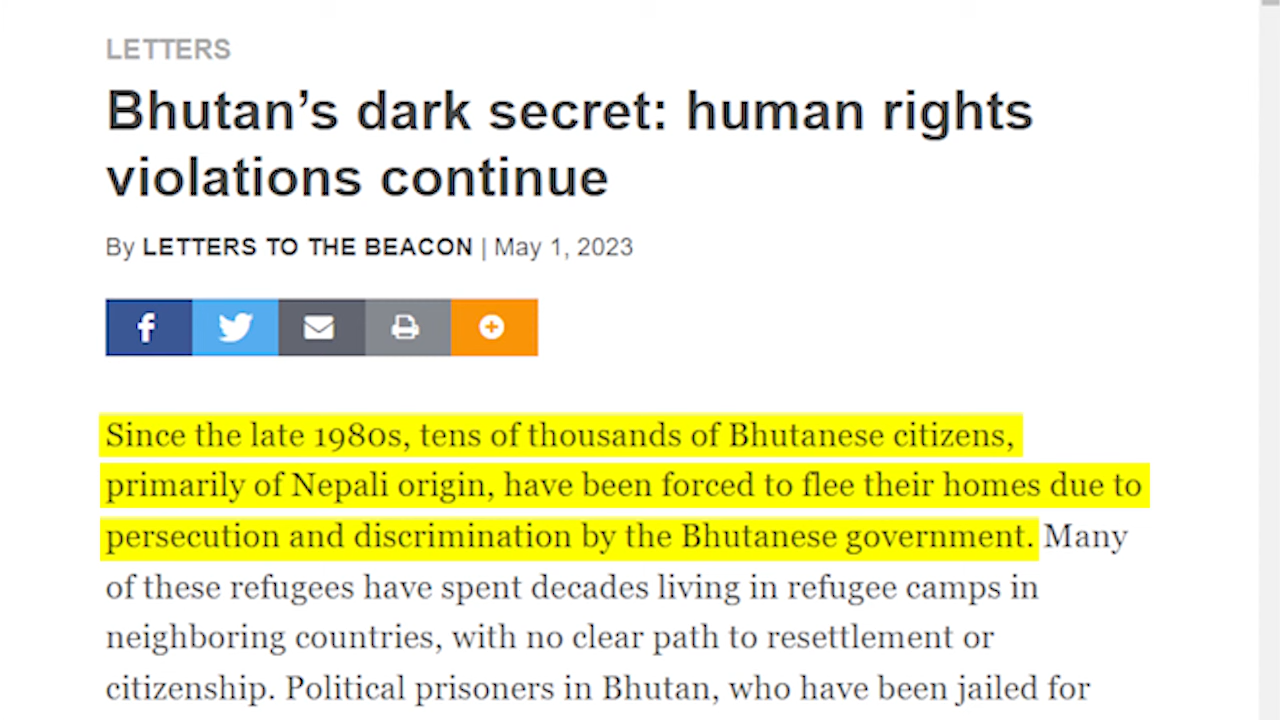 LETTERS
Bhutan’s dark secret: human rights
violations continue
By LETTERS TO THE BEACON | May 1, 2023
Since the late 1980s, tens of thousands of Bhutanese citizens,
primarily of Nepali origin, have been forced to flee their homes due to
persecution and discrimination by the Bhutanese government. Many
of these refugees have spent decades living in refugee camps in
neighboring countries, with no clear path to resettlement or
citizenship. Political prisoners in Bhutan, who have been jailed for